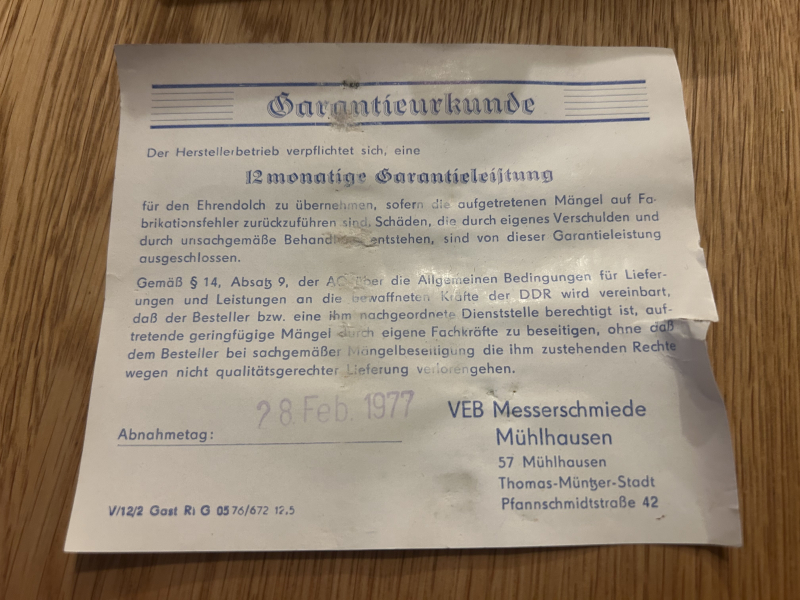 Garantieurkunde
Der Herstellerbetrieb verpflichtet sich, eine
12 monatige Garantieleistung
für den Ehrendolch zu übernehmen, sofern die aufgetretenen Mängel auf Fa-
brikationsfehler zurückzuführen sind. Schäden, die durch eigenes Verschulden und
durch unsachgemäße Behandlung entstehen, sind von dieser Garantieleistung
ausgeschlossen.
Gemäß § 14, Absatz 9, der über die Allgemeinen Bedingungen für Liefer-
ungen und Leistungen an die bewaffneten Kräfte der DDR wird vereinbart,
daß der Besteller bzw. eine ihm nachgeordnete Dienststelle berechtigt ist, auf-
tretende geringfügige Mängel durch eigene Fachkräfte zu beseitigen, ohne daß
dem Besteller bei sachgemäßer Mängelbeseitigung die ihm zustehenden Rechte
wegen nicht qualitätsgerechter Lieferung verlorengehen.
28. Feb. 1977
Abnahmetag:
VEB Messerschmiede
Mühlhausen
57 Mühlhausen
Thomas-Müntzer-Stadt
Pfannschmidtstraße 42
V/12/2 Gast Ri G 05 76/672 12,5